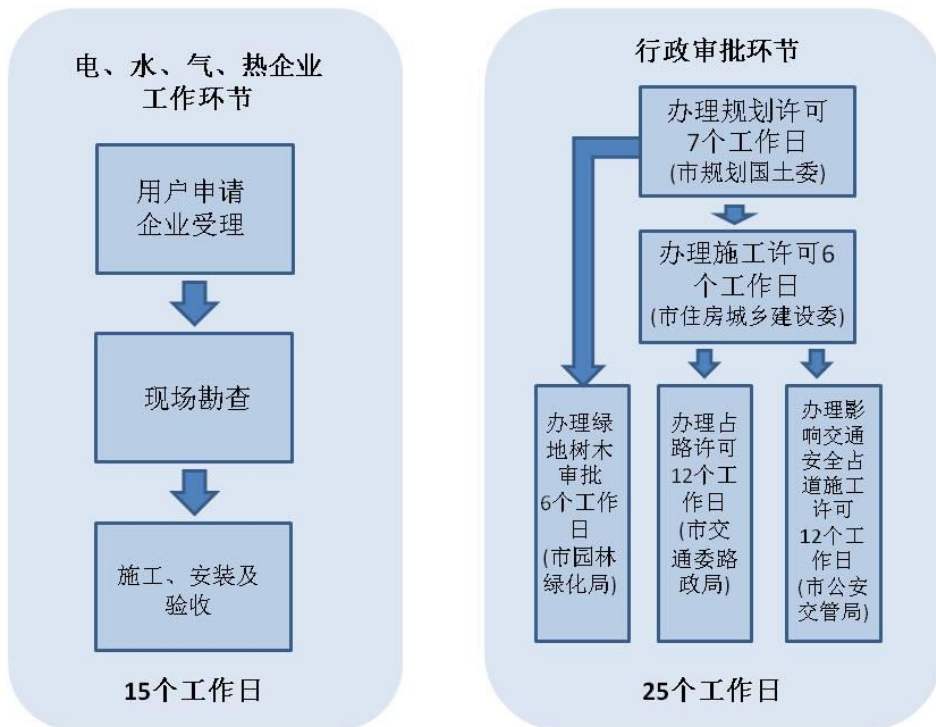 电、水、气、热企业
工作环节
用户申请
企业受理
现场勘查
施工、安装及
验收
15个工作日
行政审批环节
办理规划许可
7个工作日
(市规划国土委)
办理施工许可6
个工作日
(市住房城乡建设委)
办理绿
地树木
审批
6个工作
日
(市园林
绿化局)
办理占
路许可
12个工
作日
(市交
通委路
政局)
办理影
响交通
安全占
道施工
许可
12个工
作日
(市公安
交管局)
25个工作日